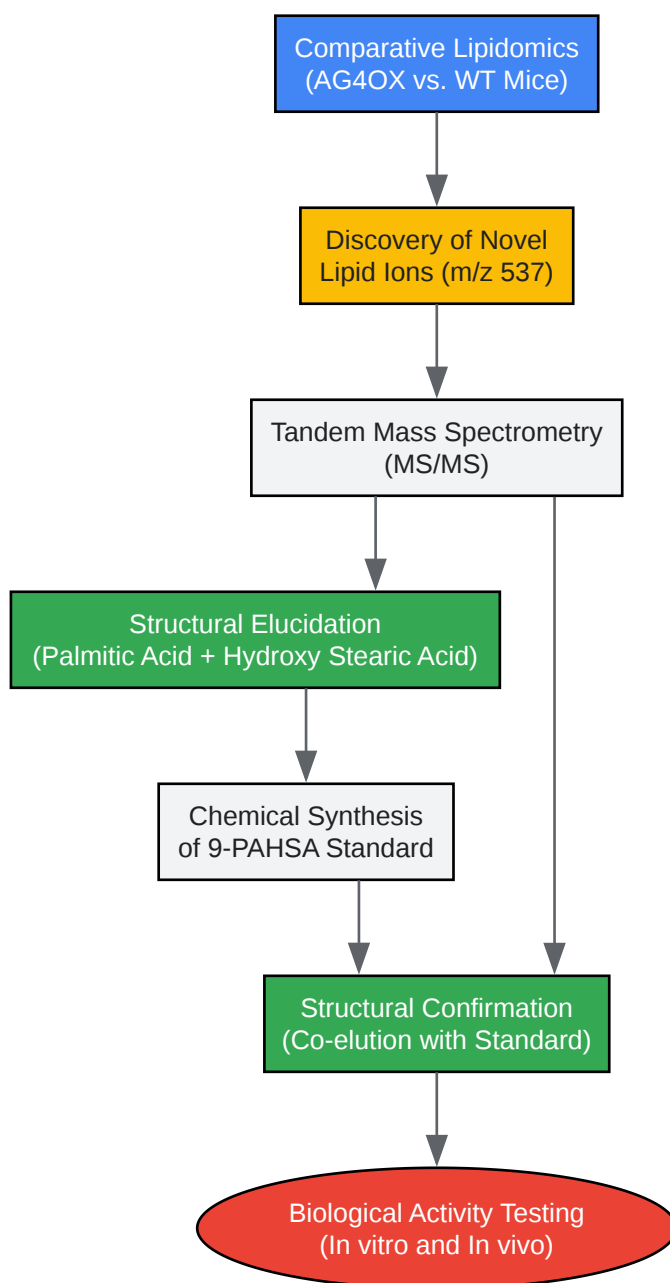 Comparative Lipidomics
(AG4OX vs. WT Mice)
Discovery of Novel
Lipid Ions (m/z 537)
Tandem Mass Spectrometry
(MS/MS)
Structural Elucidation
(Palmitic Acid + Hydroxy Stearic Acid)
Chemical Synthesis
of 9-PAHSA Standard
Structural Confirmation
(Co-elution with Standard)
Biological Activity Testing
(In vitro and In vivo)